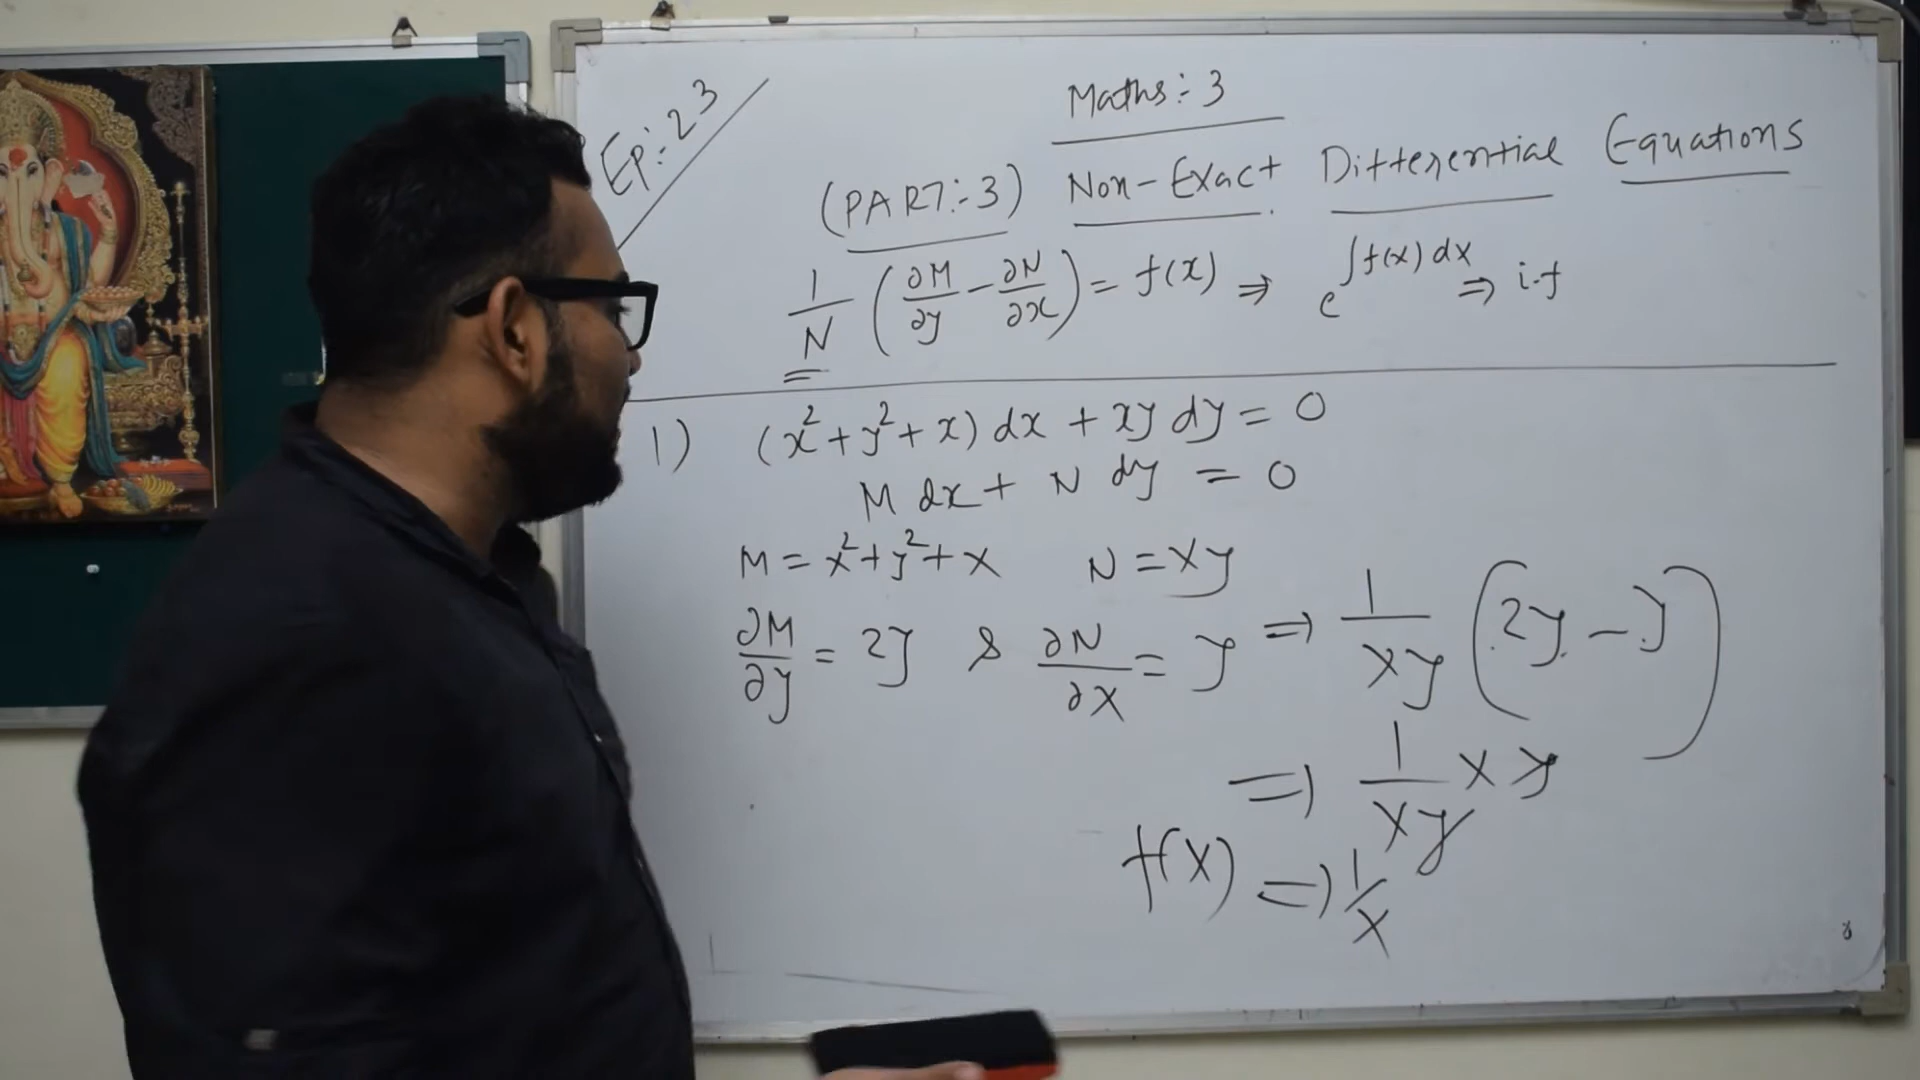 Ep:-23
Maths:-3
(PART:-3) Non-Exact Differential Equations
1/N (∂M/∂y - ∂N/∂x) = f(x) ⇒ e^∫f(x)dx ⇒ i.f
1) (x²+y²+x) dx + xy dy = 0
M dx + N dy = 0
M = x²+y²+x N = xy
∂M/∂y = 2y & ∂N/∂x = y ⇒ 1/xy (2y - y)
⇒ 1/xy × y
f(x) ⇒ 1/x